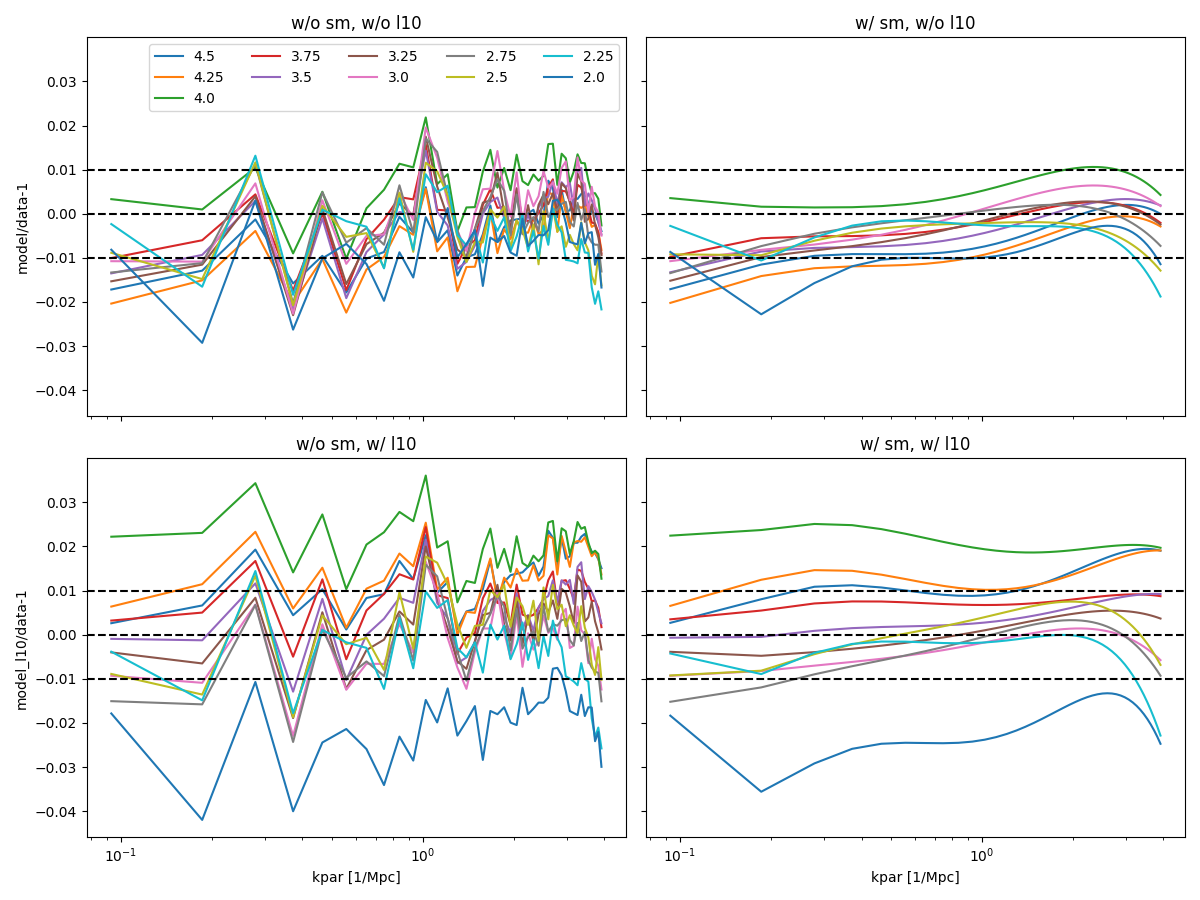 w/o sm, w/o l10
w/ sm, w/o l10
4.5 3.75 3.25 2.75 2.25
4.25 3.5 3.0 2.5 2.0
4.0
0.03
0.02
0.01
0.00
−0.01
−0.02
−0.03
−0.04
model/data-1
w/o sm, w/ l10
w/ sm, w/ l10
0.03
0.02
0.01
0.00
−0.01
−0.02
−0.03
−0.04
model_l10/data-1
10⁻¹ 10⁰
10⁻¹ 10⁰
kpar [1/Mpc]
kpar [1/Mpc]